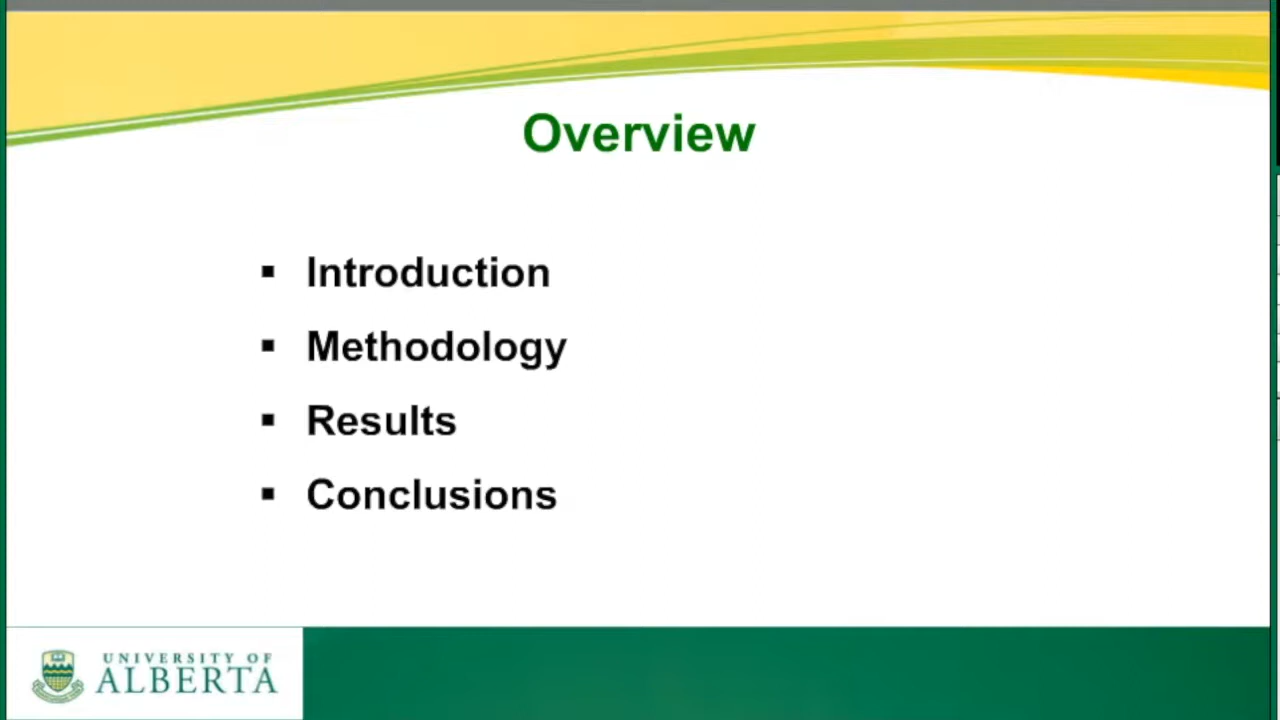 Overview
▪ Introduction
▪ Methodology
▪ Results
▪ Conclusions
UNIVERSITY OF
ALBERTA